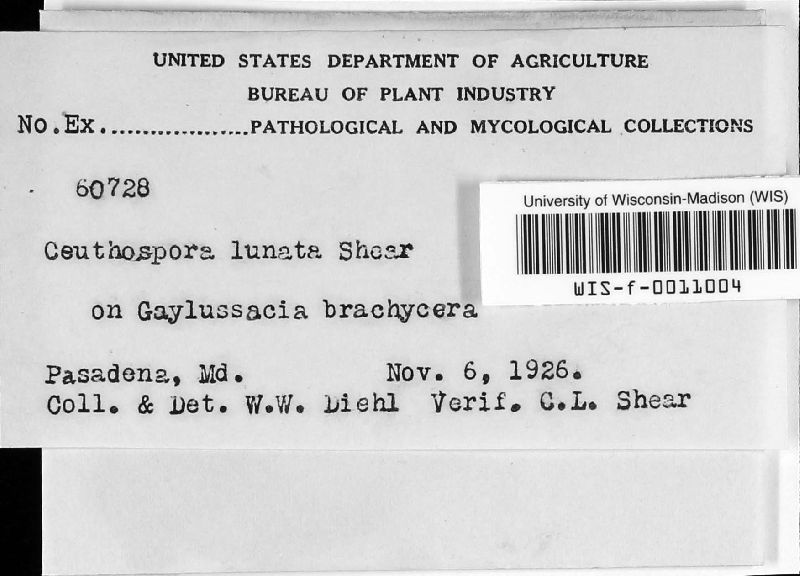 UNITED STATES DEPARTMENT OF AGRICULTURE
BUREAU OF PLANT INDUSTRY
No. Ex...................PATHOLOGICAL AND MYCOLOGICAL COLLECTIONS
60728
University of Wisconsin-Madison (WIS)
WIS-f-0011004
Ceuthospora lunata Shear
on Gaylussacia brachycera
Pasadena, Md. Nov. 6, 1926.
Coll. & Det. W.W. Diehl Verif. C.L. Shear